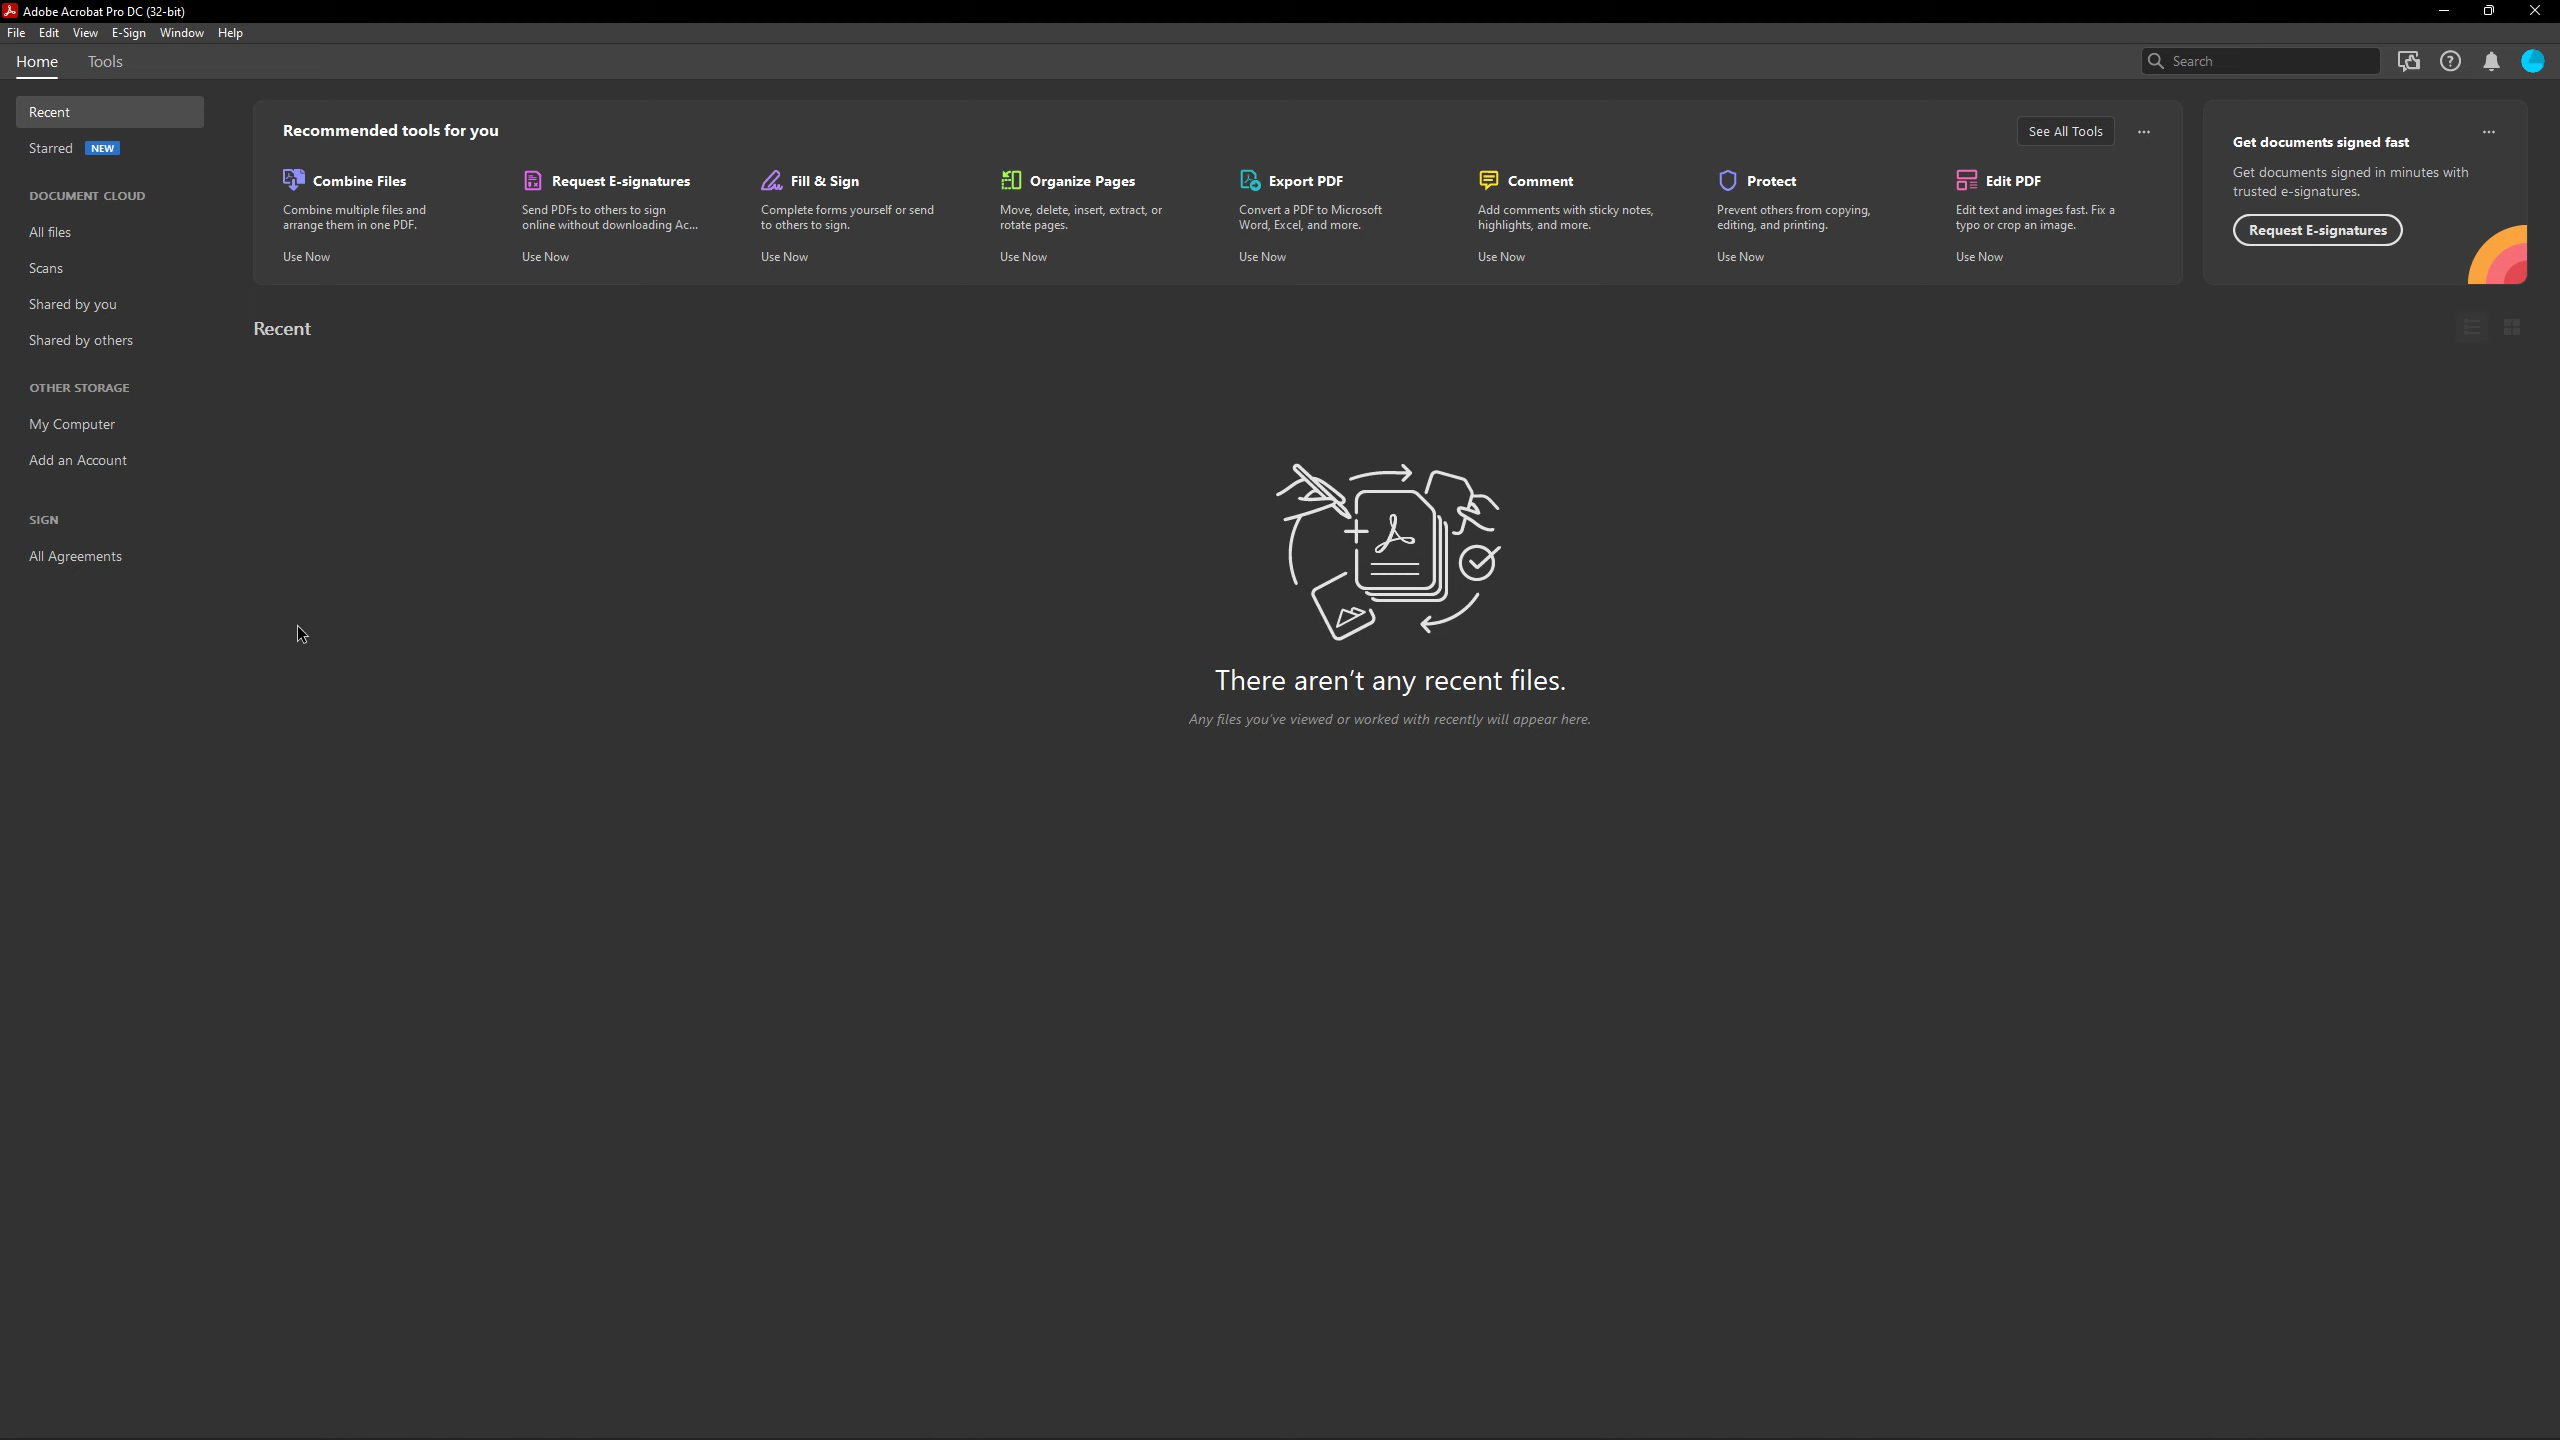 Adobe Acrobat Pro DC (32-bit)
File Edit View E-Sign Window Help
Home Tools
Search
Recent
Starred NEW
DOCUMENT CLOUD
All files
Scans
Shared by you
Shared by others
OTHER STORAGE
My Computer
Add an Account
SIGN
All Agreements
Recommended tools for you
See All Tools
Combine Files
Combine multiple files and
arrange them in one PDF.
Use Now
Request E-signatures
Send PDFs to others to sign
online without downloading Ac...
Use Now
Fill & Sign
Complete forms yourself or send
to others to sign.
Use Now
Organize Pages
Move, delete, insert, extract, or
rotate pages.
Use Now
Export PDF
Convert a PDF to Microsoft
Word, Excel, and more.
Use Now
Comment
Add comments with sticky notes,
highlights, and more.
Use Now
Protect
Prevent others from copying,
editing, and printing.
Use Now
Edit PDF
Edit text and images fast. Fix a
typo or crop an image.
Use Now
Get documents signed fast
Get documents signed in minutes with
trusted e-signatures.
Request E-signatures
Recent
There aren't any recent files.
Any files you've viewed or worked with recently will appear here.